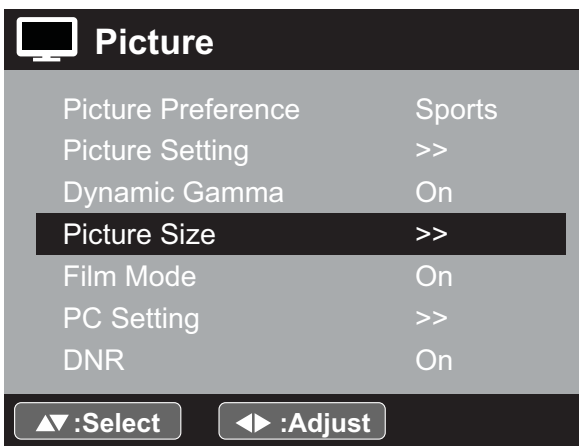 Picture
Picture Preference Sports
Picture Setting >>
Dynamic Gamma On
Picture Size >>
Film Mode On
PC Setting >>
DNR On
▲▼:Select ◀▶ :Adjust